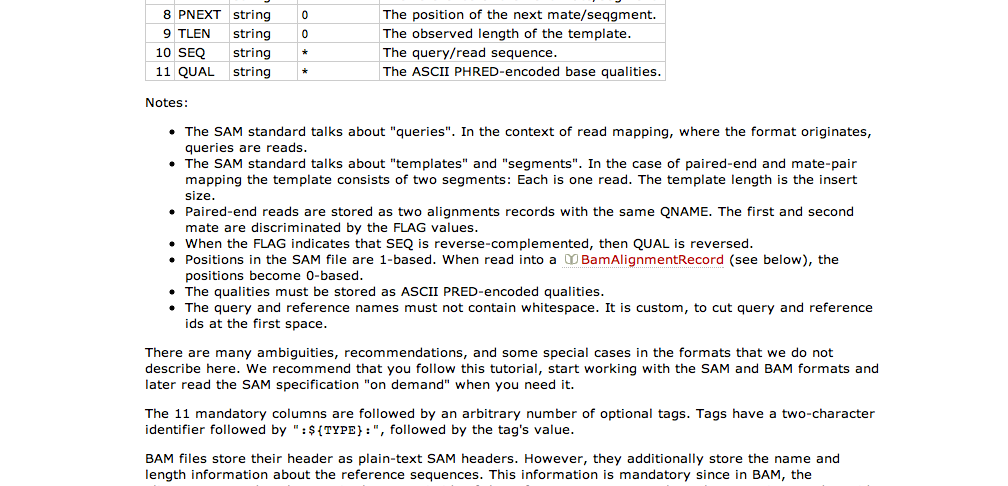 8 PNEXT string 0 The position of the next mate/seqgment.
9 TLEN string 0 The observed length of the template.
10 SEQ string * The query/read sequence.
11 QUAL string * The ASCII PHRED-encoded base qualities.
Notes:
• The SAM standard talks about "queries". In the context of read mapping, where the format originates,
queries are reads.
• The SAM standard talks about "templates" and "segments". In the case of paired-end and mate-pair
mapping the template consists of two segments: Each is one read. The template length is the insert
size.
• Paired-end reads are stored as two alignments records with the same QNAME. The first and second
mate are discriminated by the FLAG values.
• When the FLAG indicates that SEQ is reverse-complemented, then QUAL is reversed.
• Positions in the SAM file are 1-based. When read into a BamAlignmentRecord (see below), the
positions become 0-based.
• The qualities must be stored as ASCII PRED-encoded qualities.
• The query and reference names must not contain whitespace. It is custom, to cut query and reference
ids at the first space.
There are many ambiguities, recommendations, and some special cases in the formats that we do not
describe here. We recommend that you follow this tutorial, start working with the SAM and BAM formats and
later read the SAM specification "on demand" when you need it.
The 11 mandatory columns are followed by an arbitrary number of optional tags. Tags have a two-character
identifier followed by ":${TYPE}:", followed by the tag's value.
BAM files store their header as plain-text SAM headers. However, they additionally store the name and
length information about the reference sequences. This information is mandatory since in BAM, the